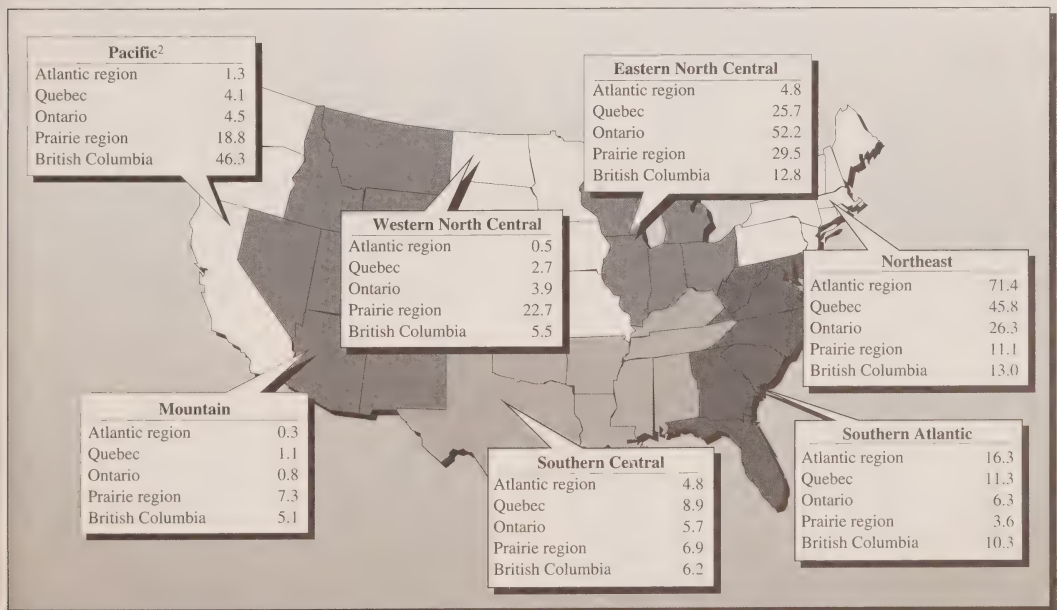 Pacific²
Atlantic region 1.3
Quebec 4.1
Ontario 4.5
Prairie region 18.8
British Columbia 46.3
Eastern North Central
Atlantic region 4.8
Quebec 25.7
Ontario 52.2
Prairie region 29.5
British Columbia 12.8
Western North Central
Atlantic region 0.5
Quebec 2.7
Ontario 3.9
Prairie region 22.7
British Columbia 5.5
Northeast
Atlantic region 71.4
Quebec 45.8
Ontario 26.3
Prairie region 11.1
British Columbia 13.0
Mountain
Atlantic region 0.3
Quebec 1.1
Ontario 0.8
Prairie region 7.3
British Columbia 5.1
Southern Central
Atlantic region 4.8
Quebec 8.9
Ontario 5.7
Prairie region 6.9
British Columbia 6.2
Southern Atlantic
Atlantic region 16.3
Quebec 11.3
Ontario 6.3
Prairie region 3.6
British Columbia 10.3